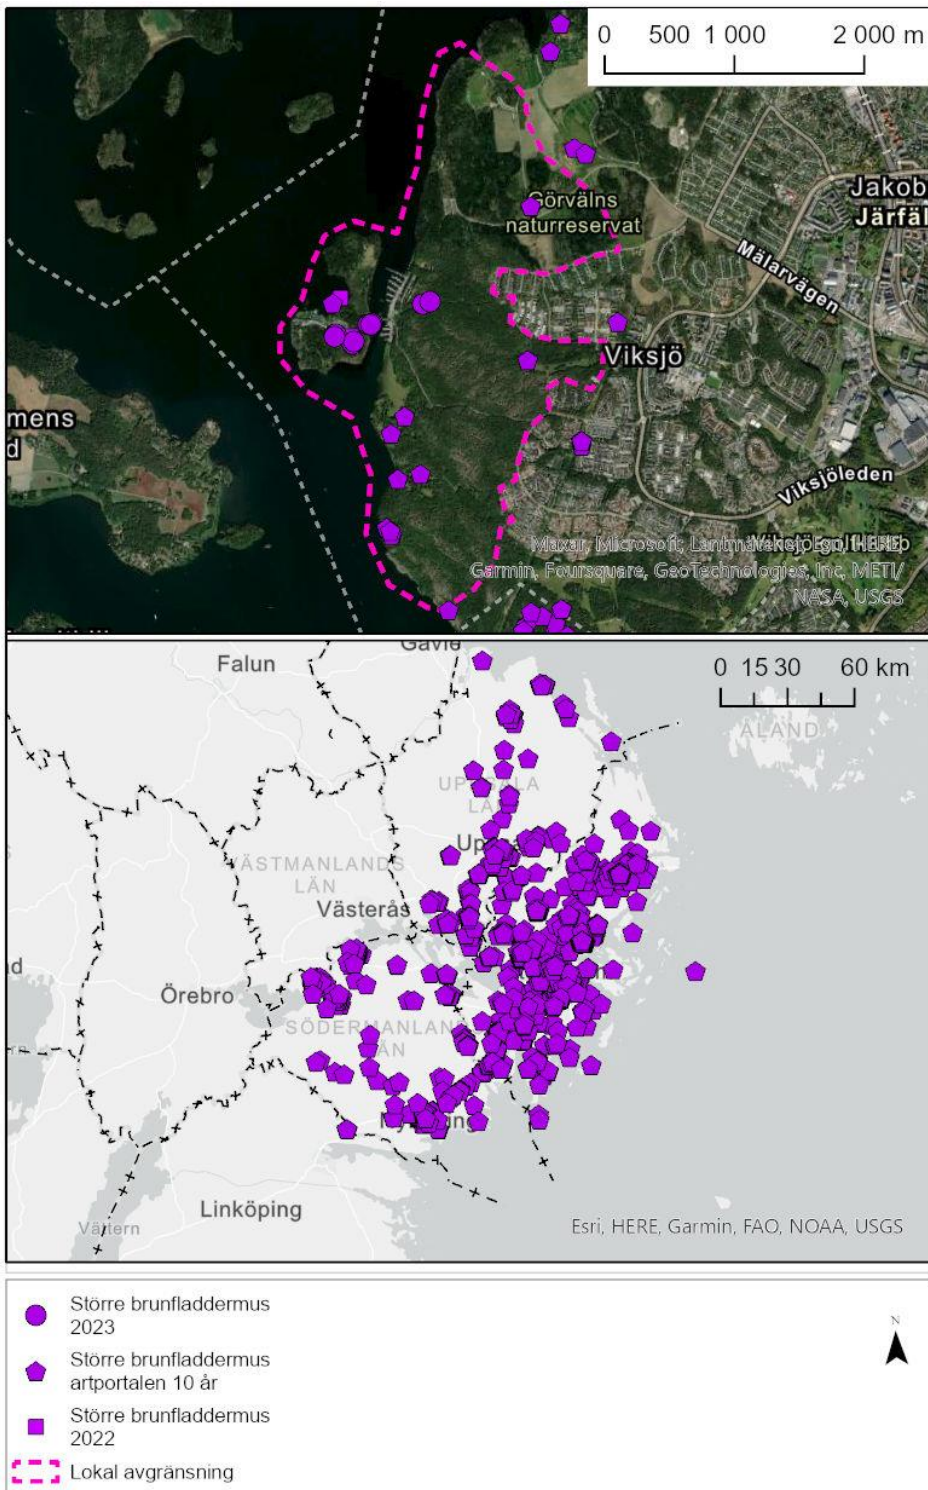 0 500 1 000 2 000 m
Jakob
Järfäl
Görvälns
naturreservat
Mälarvägen
Viksjö
mens
d
Viksjöleden
Maxar, Microsoft, Lantmäteriet, Esri, HERE,
Garmin, Foursquare, GeoTechnologies, Inc, METI/
NASA, USGS
Gävle
Falun
0 15 30 60 km
ÅLAND
UPPSALA
LÄN
VÄSTMANLANDS
LÄN
Västerås
d
Örebro
SÖDERMANLAND
LÄN
Linköping
Vättern
Esri, HERE, Garmin, FAO, NOAA, USGS
Större brunfladdermus
2023
N
Större brunfladdermus
artportalen 10 år
Större brunfladdermus
2022
Lokal avgränsning